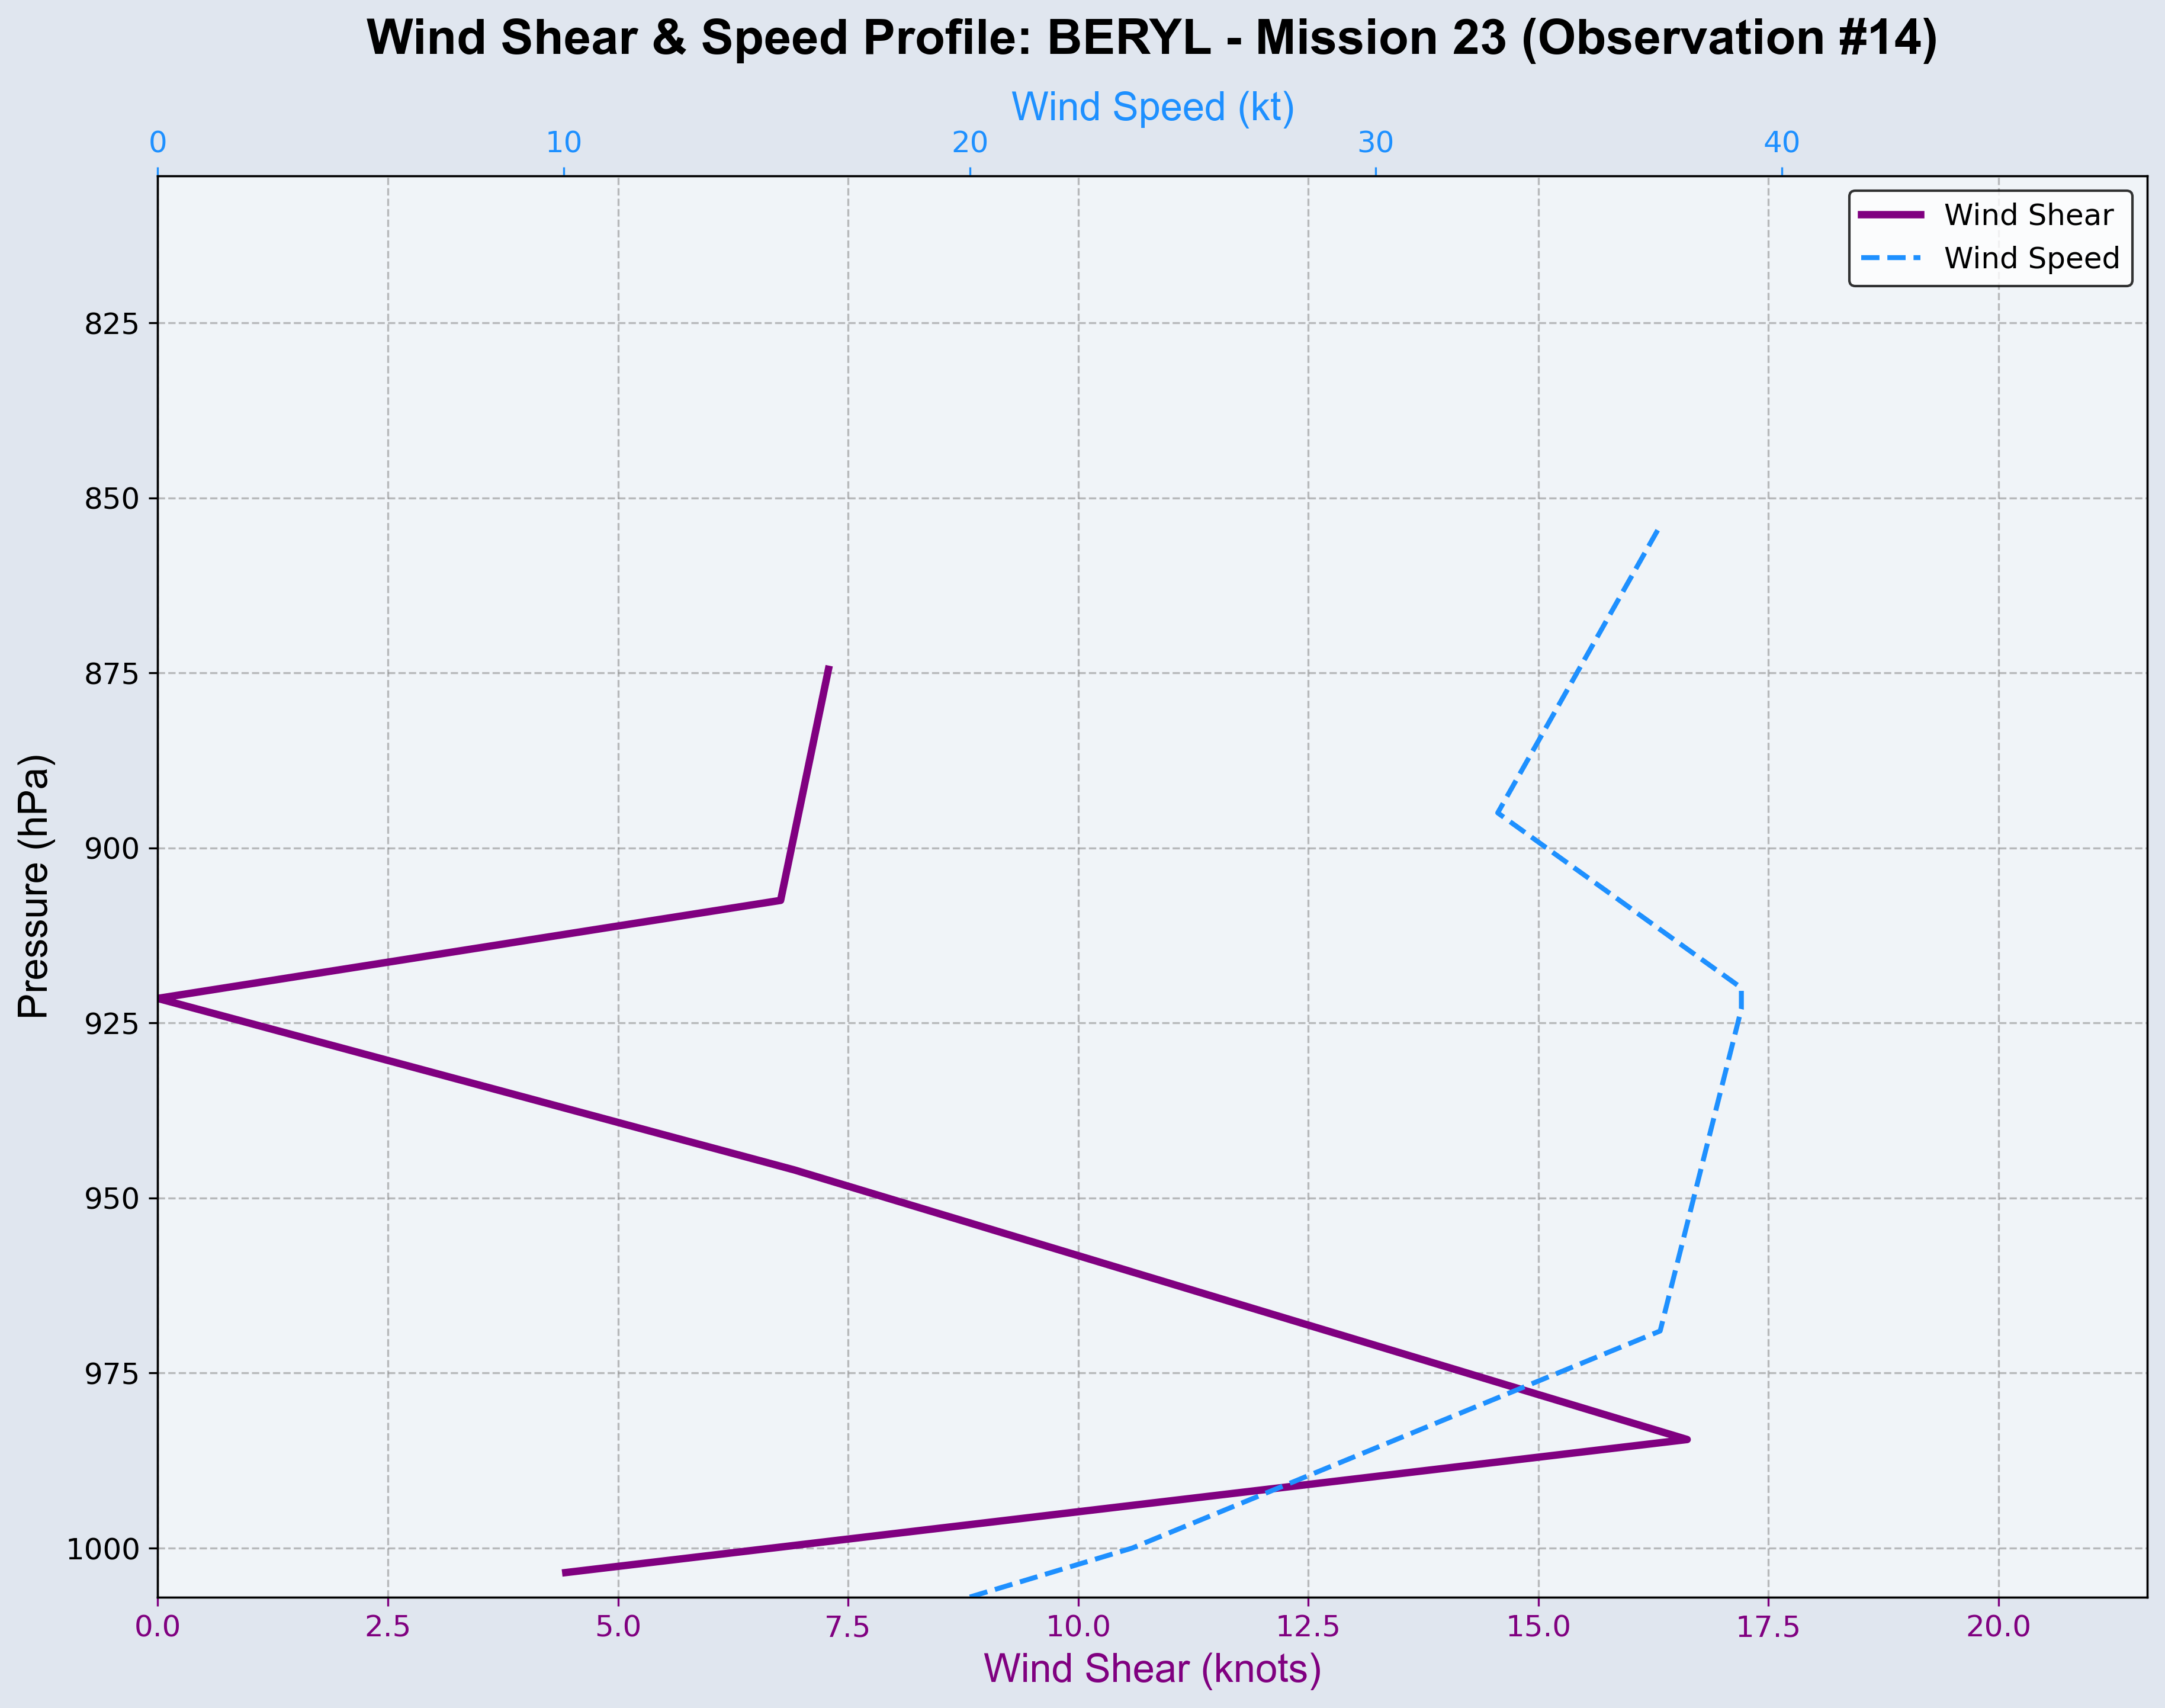 Wind Shear & Speed Profile: BERYL - Mission 23 (Observation #14)
Wind Speed (kt)
0 10 20 30 40
Wind Shear
Wind Speed
825
850
875
900
925
950
975
1000
Pressure (hPa)
0.0 2.5 5.0 7.5 10.0 12.5 15.0 17.5 20.0
Wind Shear (knots)